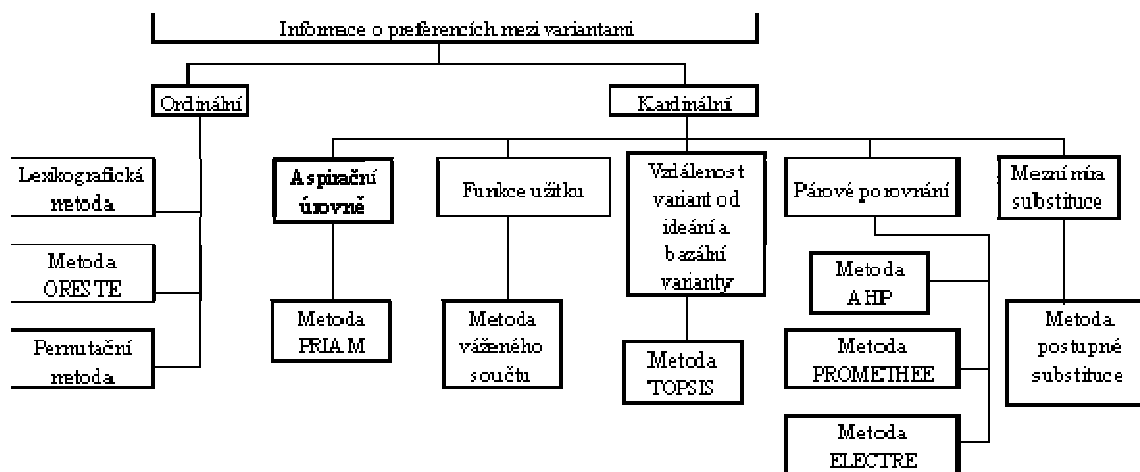 Informace o preferencích mezi variantami
Ordinální
Kardinální
Lexikografická
metoda
Metoda
ORESTE
Permutační
metoda
Aspirační
úrovně
Metoda
PRIAM
Funkce užitku
Metoda
váženého
součtu
Vzdálenost
variant od
ideání a
bazální
varianty
Metoda
TOPSIS
Párové porovnání
Metoda
AHP
Metoda
PROMETHEE
Metoda
ELECTRE
Mezní míra
substituce
Metoda
postupné
substituce